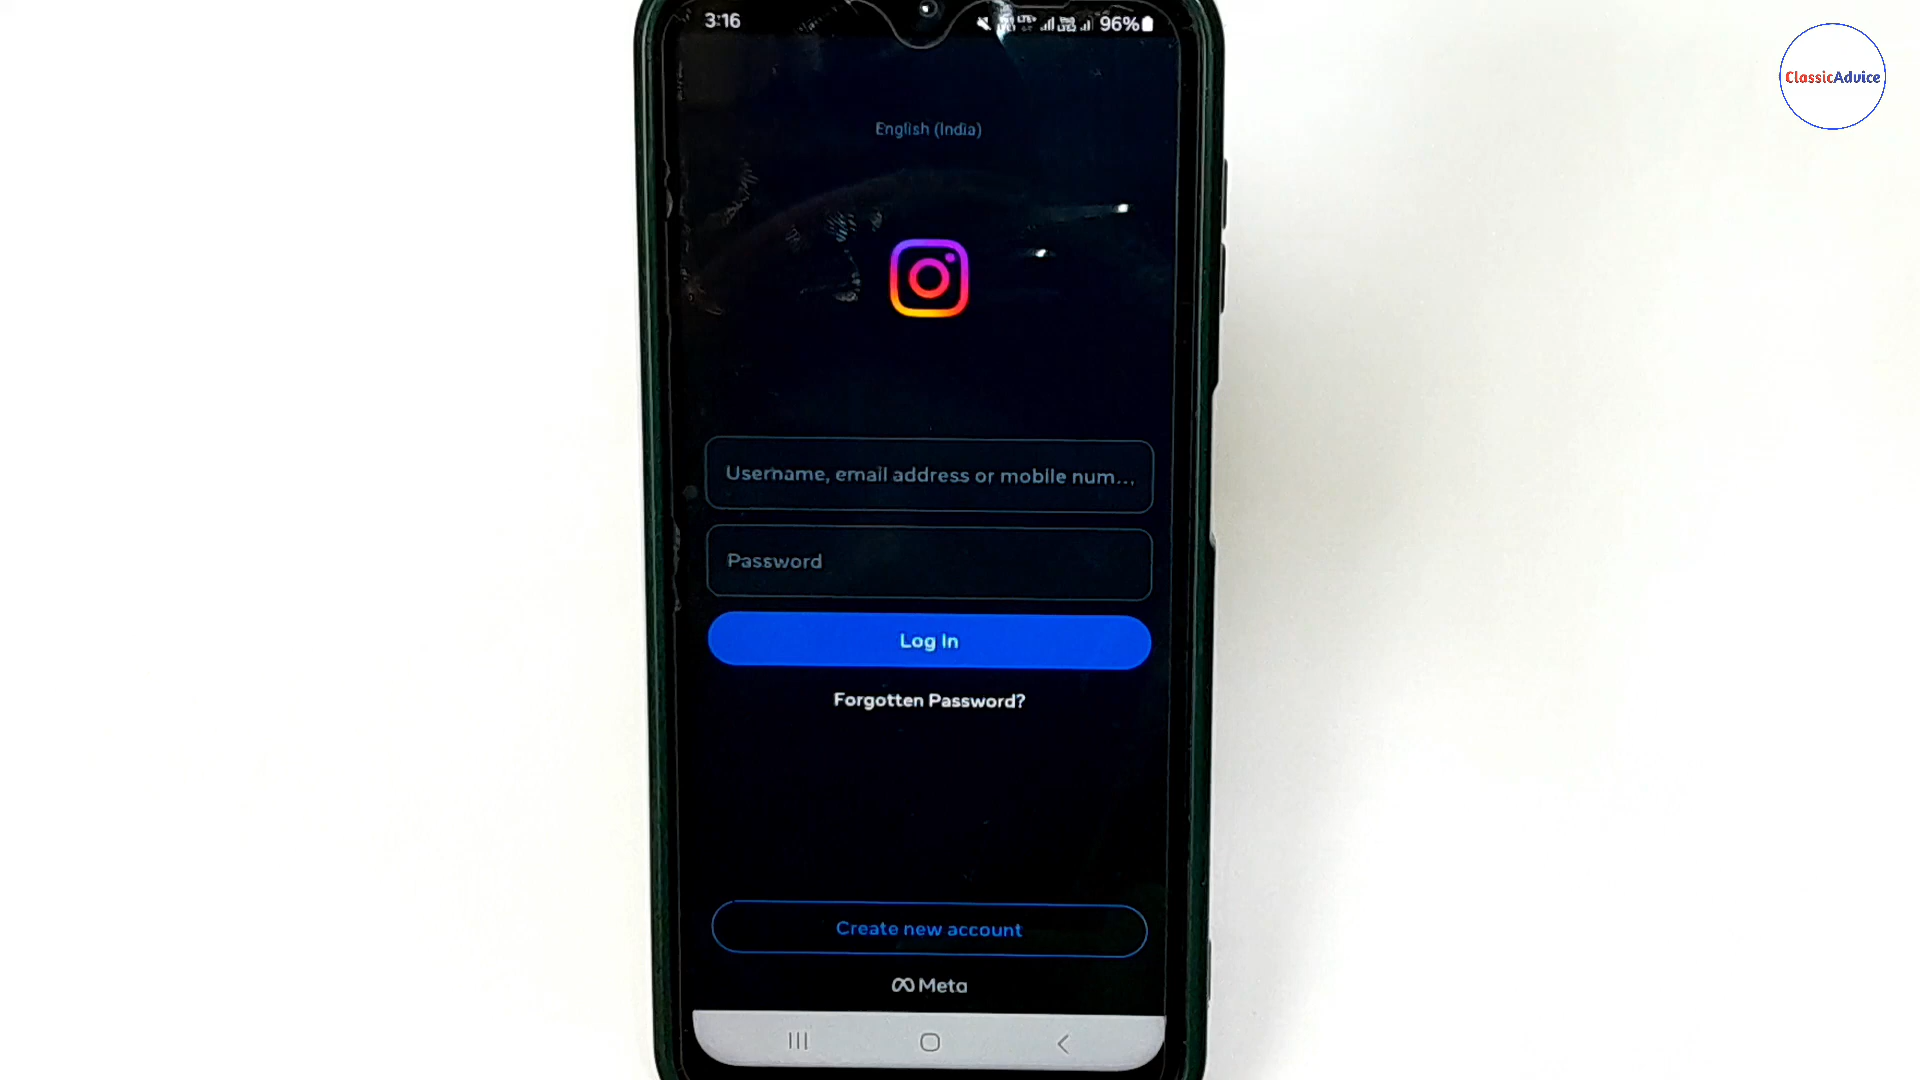 3:16
96%
ClassicAdvice
English (India)
Username, email address or mobile num...
Password
Log In
Forgotten Password?
Create new account
Meta